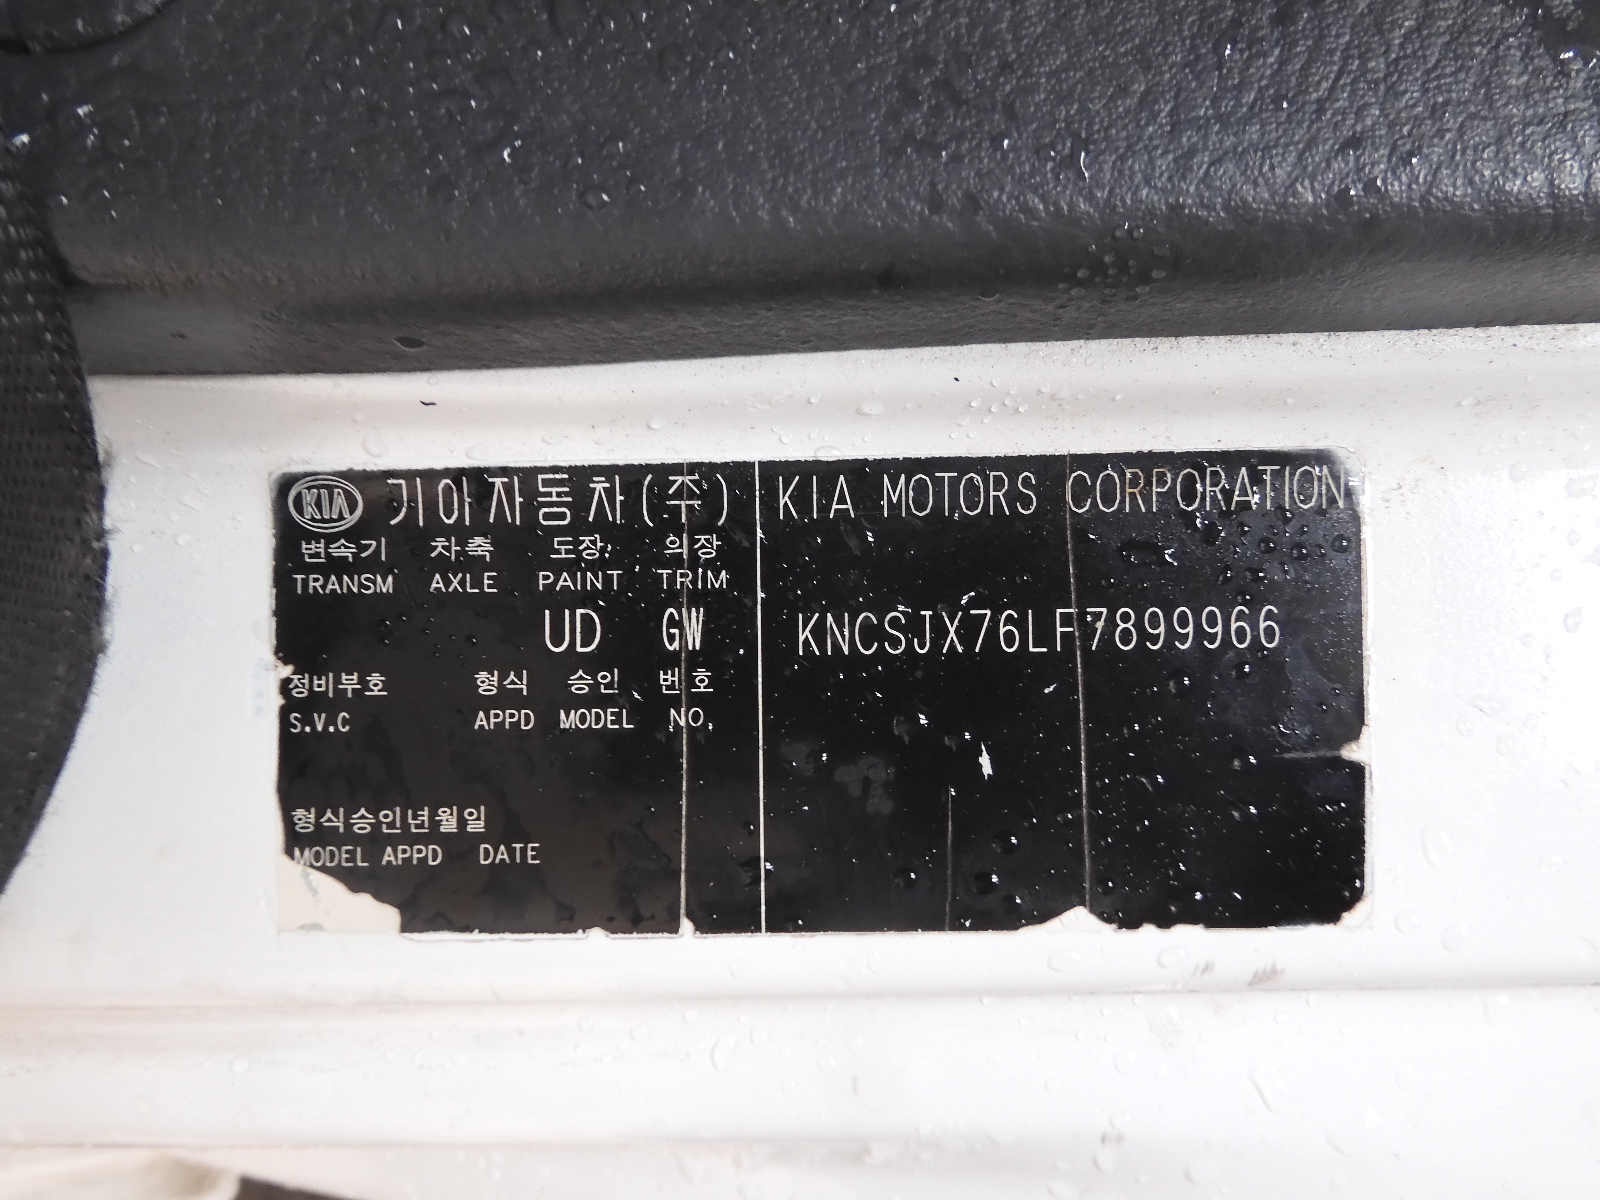 KIA 기아자동차(주) KIA MOTORS CORPORATION
변속기 차축 도장 의장
TRANSM AXLE PAINT TRIM
UD GW KNCSJX76LF7899966
정비부호 형식 승인 번호
S.V.C APPD MODEL NO.
형식승인년월일
MODEL APPD DATE